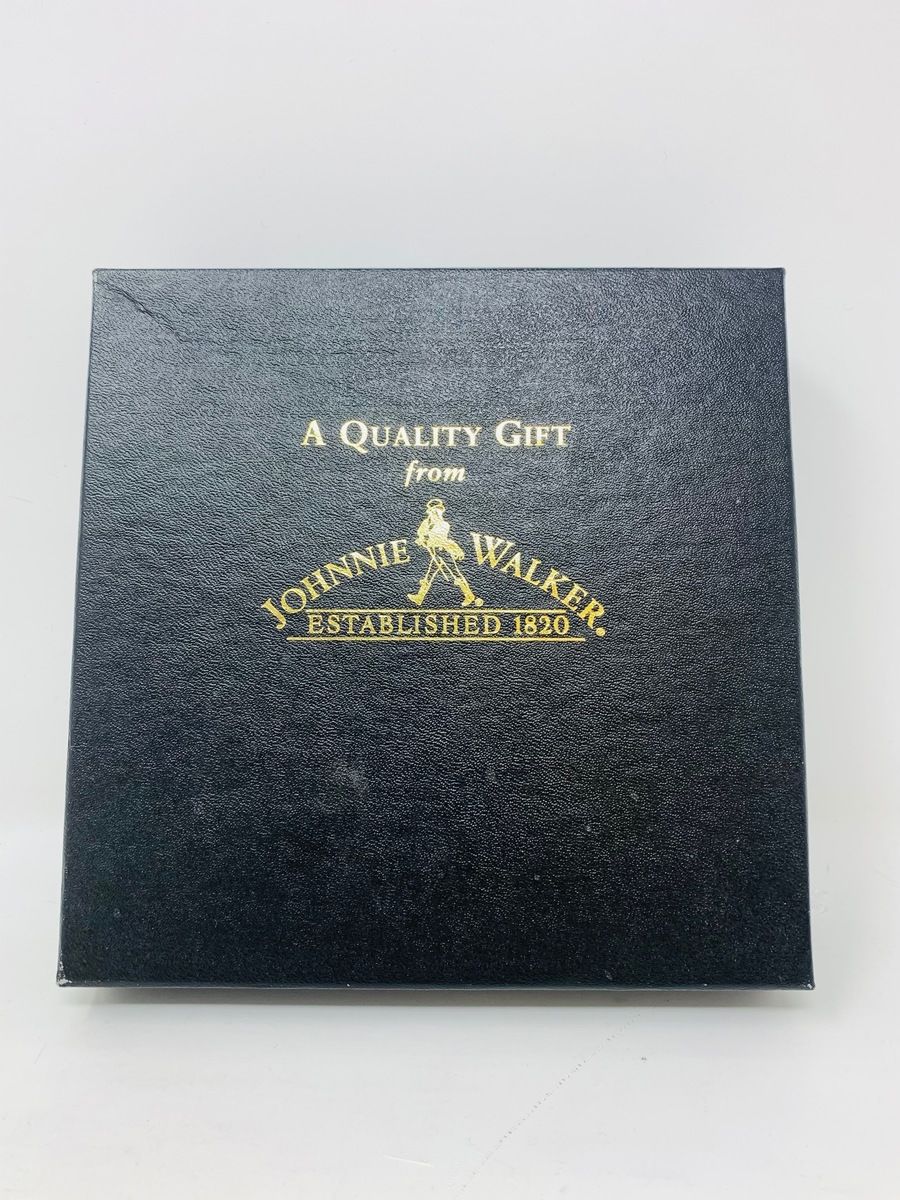 A QUALITY GIFT
from
JOHNNIE WALKER.
ESTABLISHED 1820